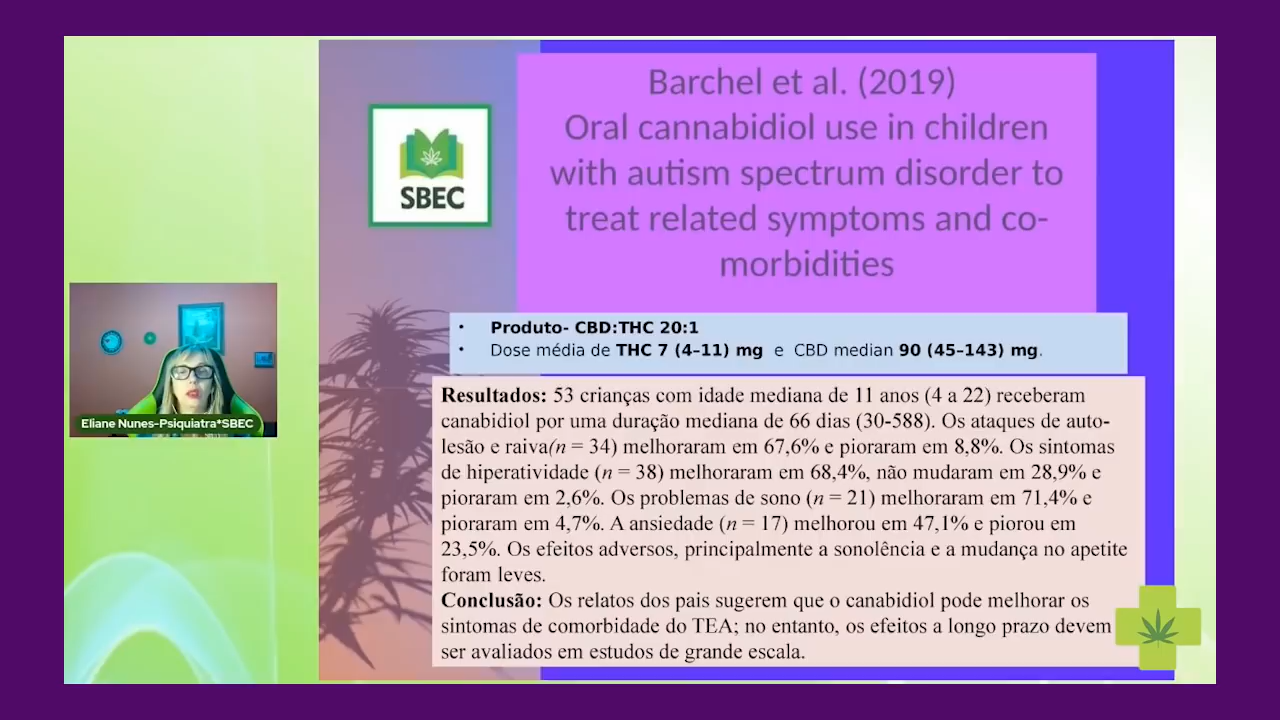 Barchel et al. (2019)
Oral cannabidiol use in children
with autism spectrum disorder to
treat related symptoms and co-
morbidities
SBEC
• Produto- CBD:THC 20:1
• Dose média de THC 7 (4–11) mg e CBD median 90 (45–143) mg.
Resultados: 53 crianças com idade mediana de 11 anos (4 a 22) receberam
canabidiol por uma duração mediana de 66 dias (30-588). Os ataques de auto-
lesão e raiva(n = 34) melhoraram em 67,6% e pioraram em 8,8%. Os sintomas
de hiperatividade (n = 38) melhoraram em 68,4%, não mudaram em 28,9% e
pioraram em 2,6%. Os problemas de sono (n = 21) melhoraram em 71,4% e
pioraram em 4,7%. A ansiedade (n = 17) melhorou em 47,1% e piorou em
23,5%. Os efeitos adversos, principalmente a sonolência e a mudança no apetite
foram leves.
Conclusão: Os relatos dos pais sugerem que o canabidiol pode melhorar os
sintomas de comorbidade do TEA; no entanto, os efeitos a longo prazo devem
ser avaliados em estudos de grande escala.
Eliane Nunes-Psiquiatra*SBEC